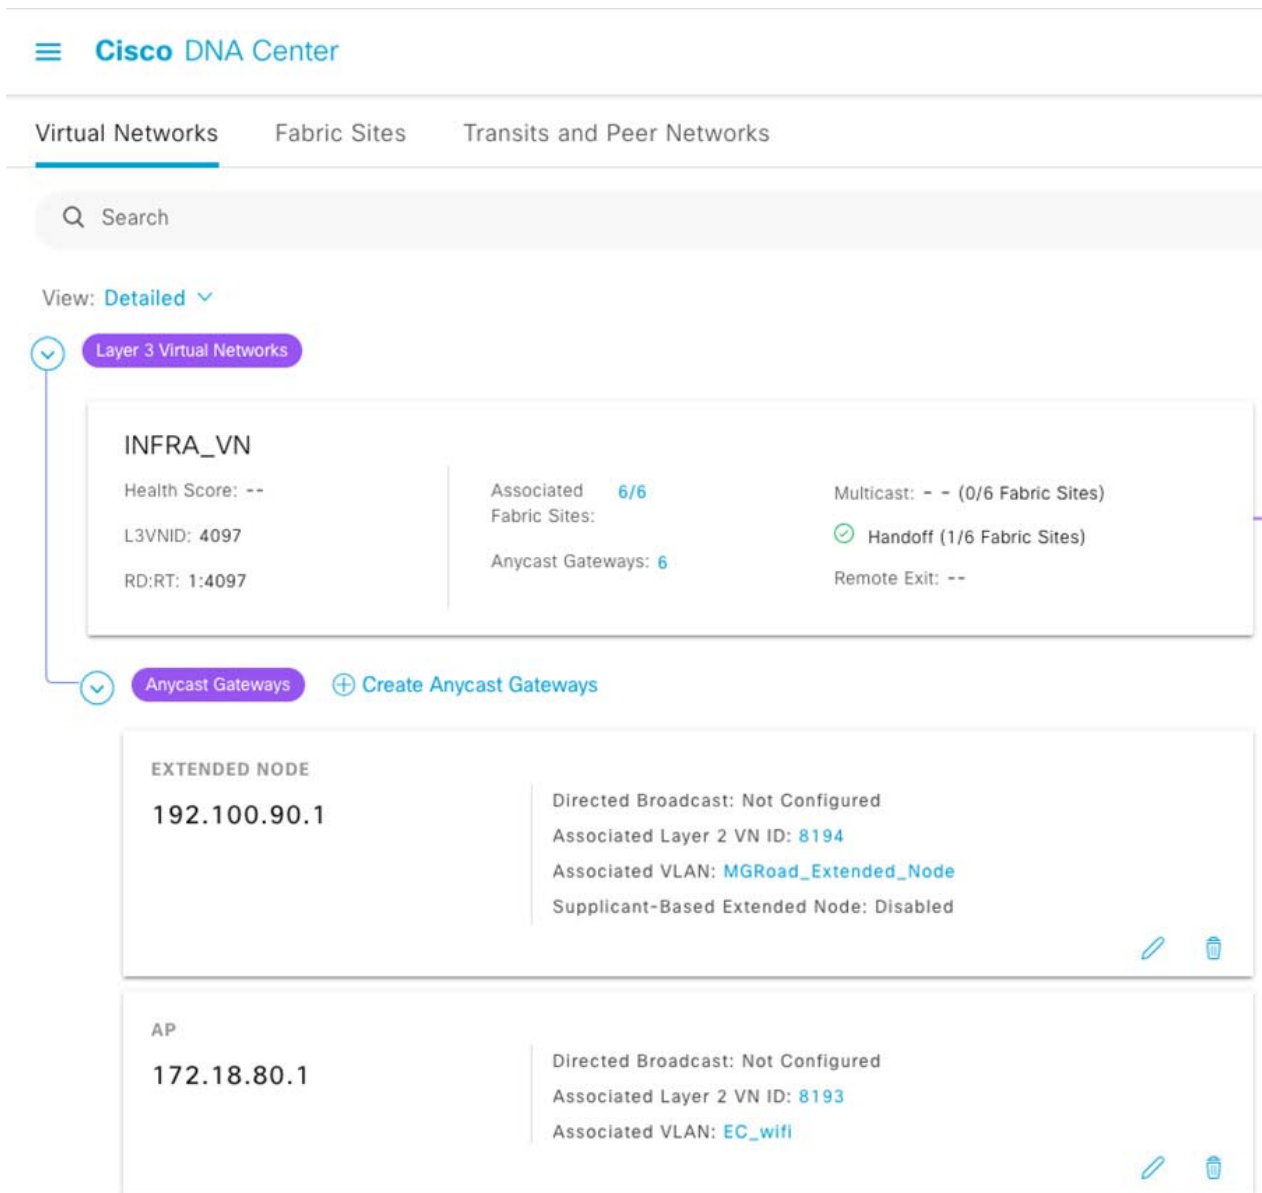 Cisco DNA Center
Virtual Networks Fabric Sites Transits and Peer Networks
Search
View: Detailed
Layer 3 Virtual Networks
INFRA_VN
Health Score: --
L3VNID: 4097
RD:RT: 1:4097
Associated 6/6
Fabric Sites:
Anycast Gateways: 6
Multicast: - - (0/6 Fabric Sites)
Handoff (1/6 Fabric Sites)
Remote Exit: --
Anycast Gateways Create Anycast Gateways
EXTENDED NODE
192.100.90.1
Directed Broadcast: Not Configured
Associated Layer 2 VN ID: 8194
Associated VLAN: MGRoad_Extended_Node
Supplicant-Based Extended Node: Disabled
AP
172.18.80.1
Directed Broadcast: Not Configured
Associated Layer 2 VN ID: 8193
Associated VLAN: EC_wifi